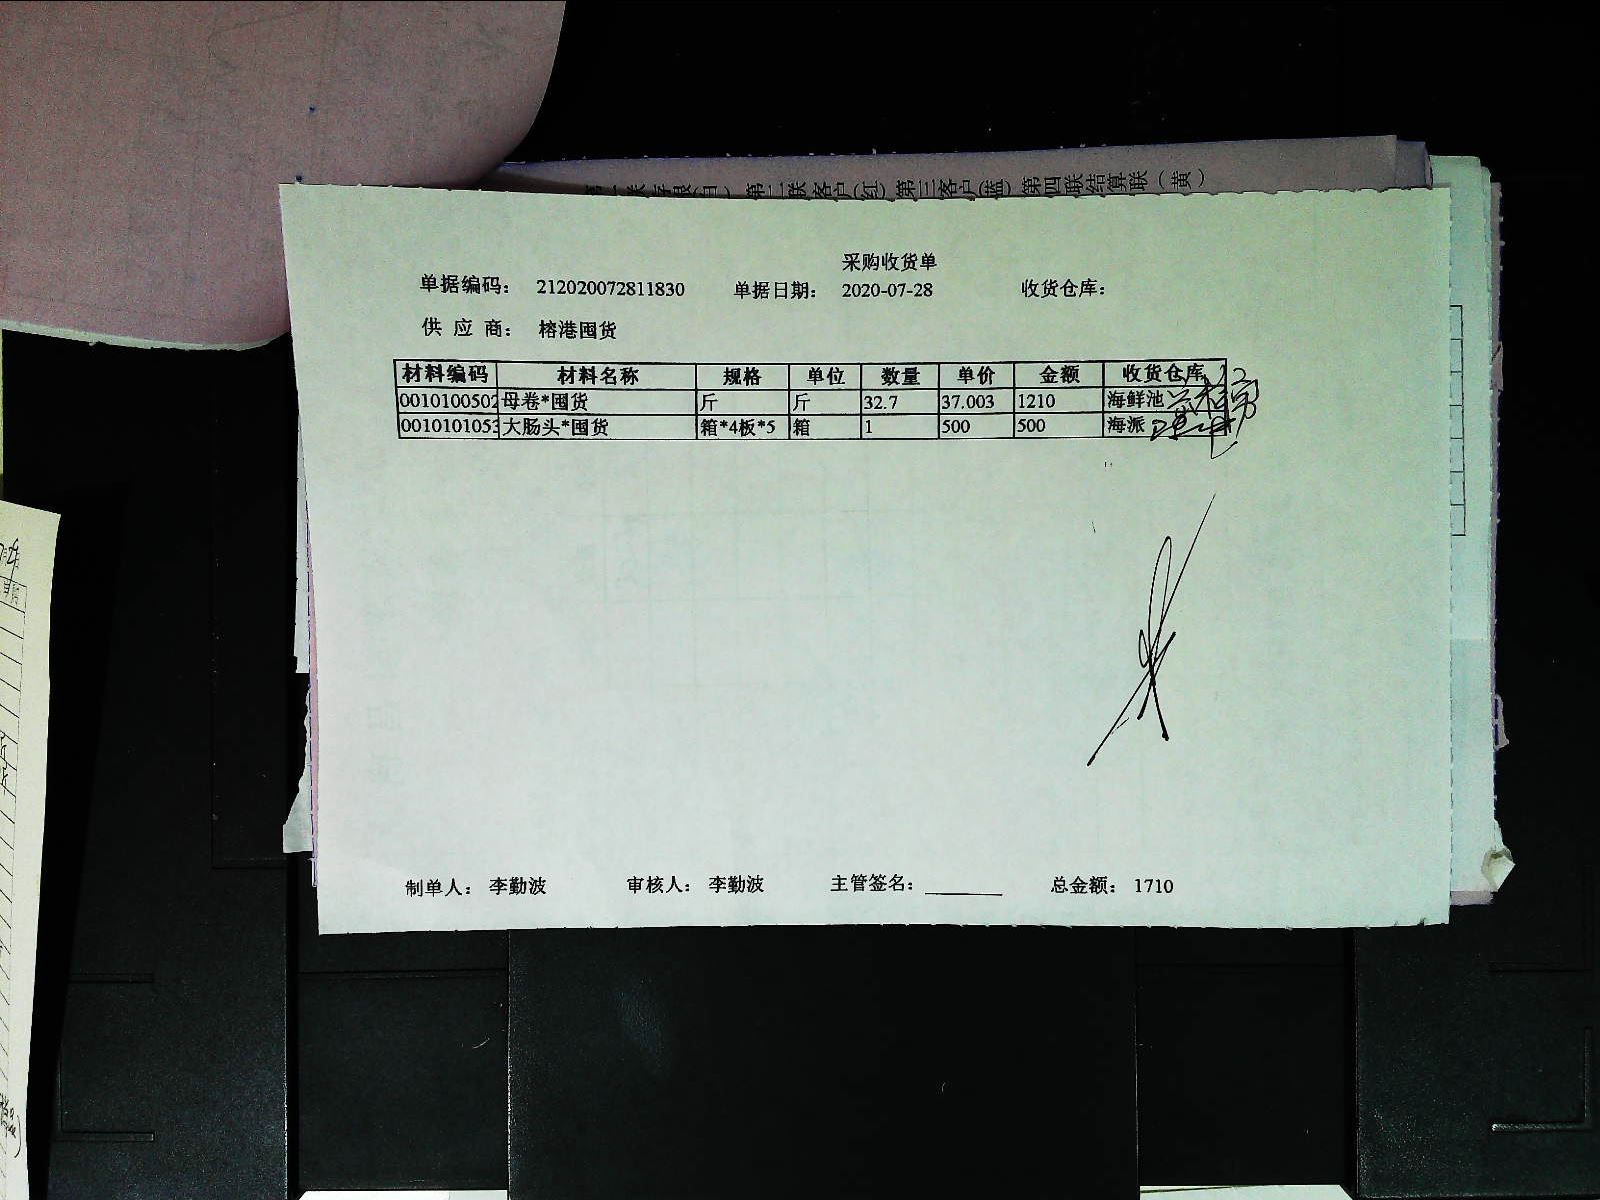 第二联客户(红) 第三客户(蓝) 第四联结算联（黄）
采购收货单
单据编码： 212020072811830 单据日期： 2020-07-28 收货仓库：
供 应 商： 榕港囤货
材料编码 材料名称 规格 单位 数量 单价 金额 收货仓库
0010100502 母卷*囤货 斤 斤 32.7 37.003 1210 海鲜池
0010101053 大肠头*囤货 箱*4板*5 箱 1 500 500 海派
制单人： 李勤波 审核人： 李勤波 主管签名： 总金额： 1710